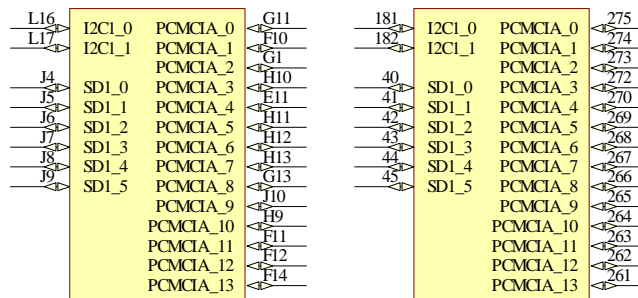 L16 I2C1_0 PCMCIA_0 G11 181 I2C1_0 PCMCIA_0 275
L17 I2C1_1 PCMCIA_1 F10 182 I2C1_1 PCMCIA_1 274
PCMCIA_2 G1 PCMCIA_2 273
J4 SD1_0 PCMCIA_3 H10 40 SD1_0 PCMCIA_3 272
J5 SD1_1 PCMCIA_4 E11 41 SD1_1 PCMCIA_4 270
J6 SD1_2 PCMCIA_5 H11 42 SD1_2 PCMCIA_5 269
J7 SD1_3 PCMCIA_6 H12 43 SD1_3 PCMCIA_6 268
J8 SD1_4 PCMCIA_7 H13 44 SD1_4 PCMCIA_7 267
J9 SD1_5 PCMCIA_8 G13 45 SD1_5 PCMCIA_8 266
PCMCIA_9 J10 PCMCIA_9 265
PCMCIA_10 H9 PCMCIA_10 264
PCMCIA_11 F11 PCMCIA_11 263
PCMCIA_12 F12 PCMCIA_12 262
PCMCIA_13 F14 PCMCIA_13 261